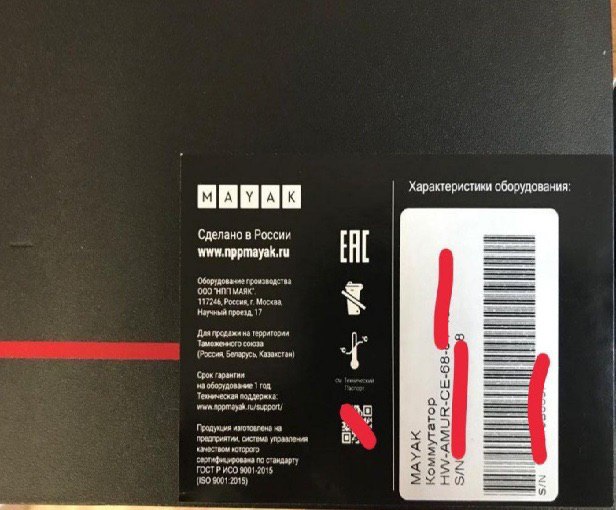 MAYAK
Сделано в России
www.nppmayak.ru
Оборудование производства
ООО "НПП МАЯК".
117246, Россия, г. Москва,
Научный проезд, 17
Для продажи на территории
Таможенного союза
(Россия, Беларусь, Казахстан)
Срок гарантии
на оборудование 1 год.
Техническая поддержка:
www.nppmayak.ru/support/
Продукция изготовлена на
предприятии, система управления
качеством которого
сертифицирована по стандарту
ГОСТ Р ИСО 9001-2015
(ISO 9001:2015)
EAC
см. Технический
Паспорт
Характеристики оборудования:
MAYAK
Коммутатор
HW-AMUR-CE-68-
S/N
S/N